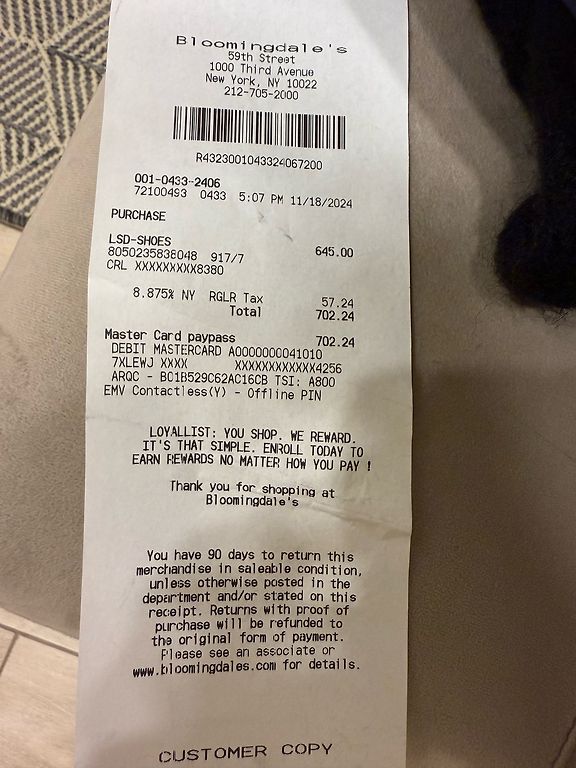 Bloomingdale's
59th Street
1000 Third Avenue
New York, NY 10022
212-705-2000
R4323001043324067200
001-0433-2406
72100493 0433 5:07 PM 11/18/2024
PURCHASE
LSD-SHOES 645.00
8050235838048 917/7
CRL XXXXXXXXX8380
8.875% NY RGLR Tax 57.24
Total 702.24
Master Card paypass 702.24
DEBIT MASTERCARD A0000000041010
7XLEWJ XXXX XXXXXXXXXXXX4256
ARQC - BC1B529C62AC16CB TSI: A800
EMV Contactless(Y) - Offline PIN
LOYALLIST: YOU SHOP. WE REWARD.
IT'S THAT SIMPLE. ENROLL TODAY TO
EARN REWARDS NO MATTER HOW YOU PAY !
Thank you for shopping at
Bloomingdale's
You have 90 days to return this
merchandise in saleable condition,
unless otherwise posted in the
department and/or stated on this
receipt. Returns with proof of
purchase will be refunded to
the original form of payment.
Please see an associate or
www.bloomingdales.com for details.
CUSTOMER COPY